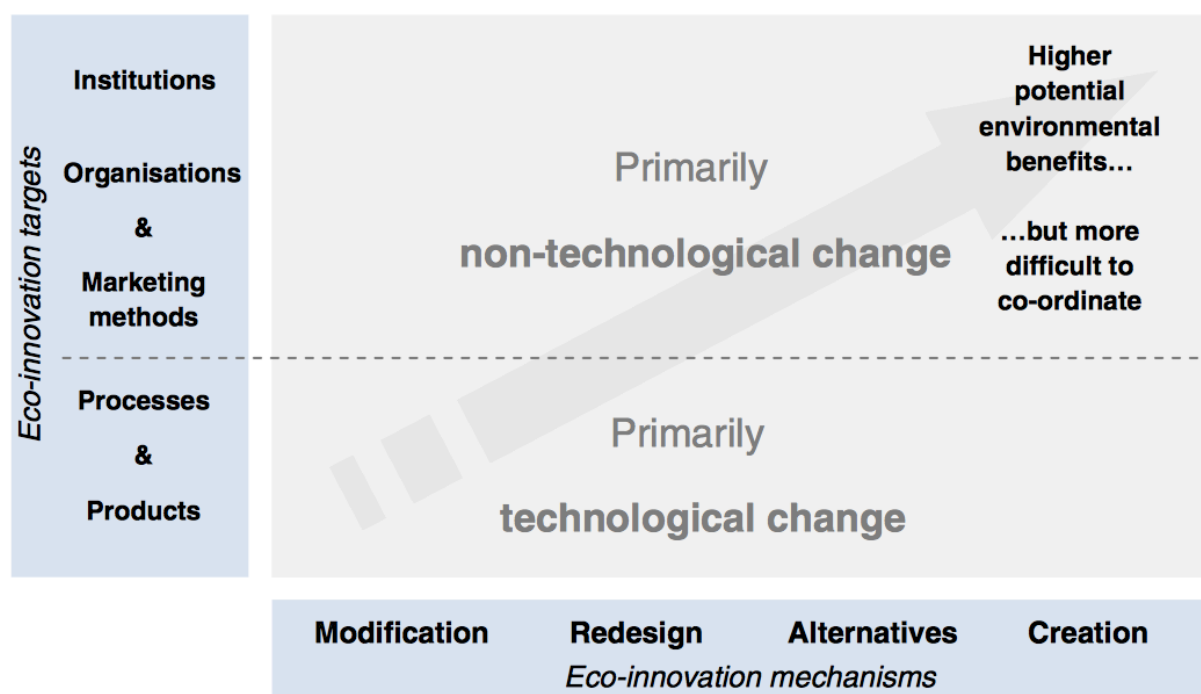 Eco-innovation targets
Institutions
Organisations
&
Marketing
methods
Processes
&
Products
Primarily
non-technological change
Primarily
technological change
Higher
potential
environmental
benefits…
…but more
difficult to
co-ordinate
Modification Redesign Alternatives Creation
Eco-innovation mechanisms